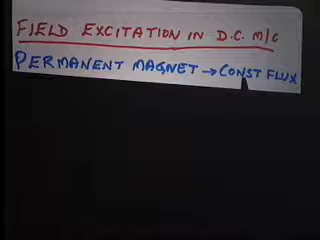 FIELD EXCITATION IN D.C. M/C
PERMANENT MAGNET → CONST FLUX